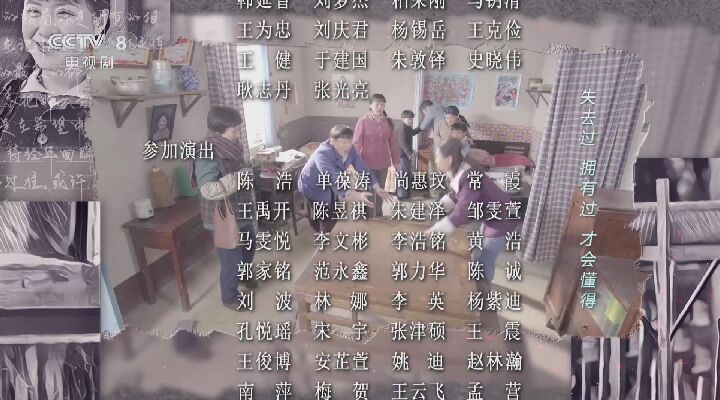 CCTV 8
电视剧
王为忠 刘庆君 杨锡岳 王克俭
王健 于建国 朱敦铎 史晓伟
耿志丹 张光亮
参加演出
陈浩 单葆涛 尚惠玟 常霞
王禹开 陈昱祺 朱建泽 邹雯萱
马雯悦 李文彬 李浩铭 黄浩
郭家铭 范永鑫 郭力华 陈诚
刘波 林娜 李英 杨紫迪
孔悦瑶 宋宇 张津硕 王震
王俊博 安芷萱 姚迪 赵林瀚
南萍 梅贺 王云飞 孟营
失去过 拥有过 才会懂得